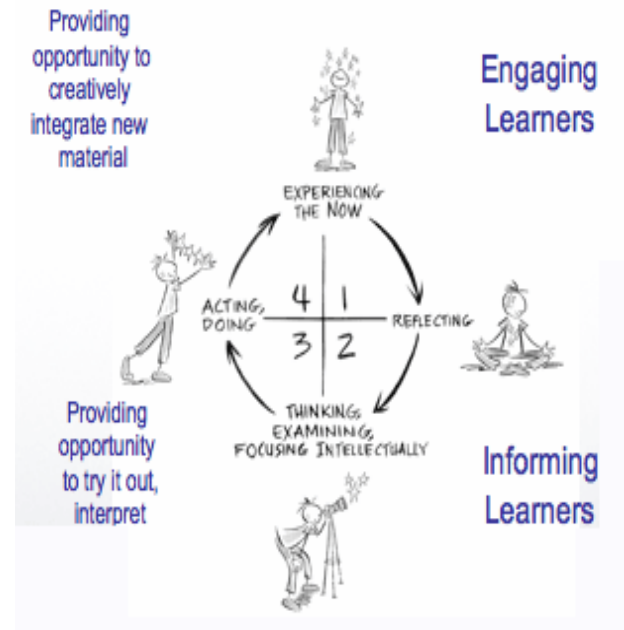 Providing
opportunity to
creatively
integrate new
material
Engaging
Learners
EXPERIENCING
THE NOW
4
1
ACTING,
DOING
REFLECTING
3
2
THINKING,
EXAMINING,
FOCUSING INTELLECTUALLY
Providing
opportunity
to try it out,
interpret
Informing
Learners